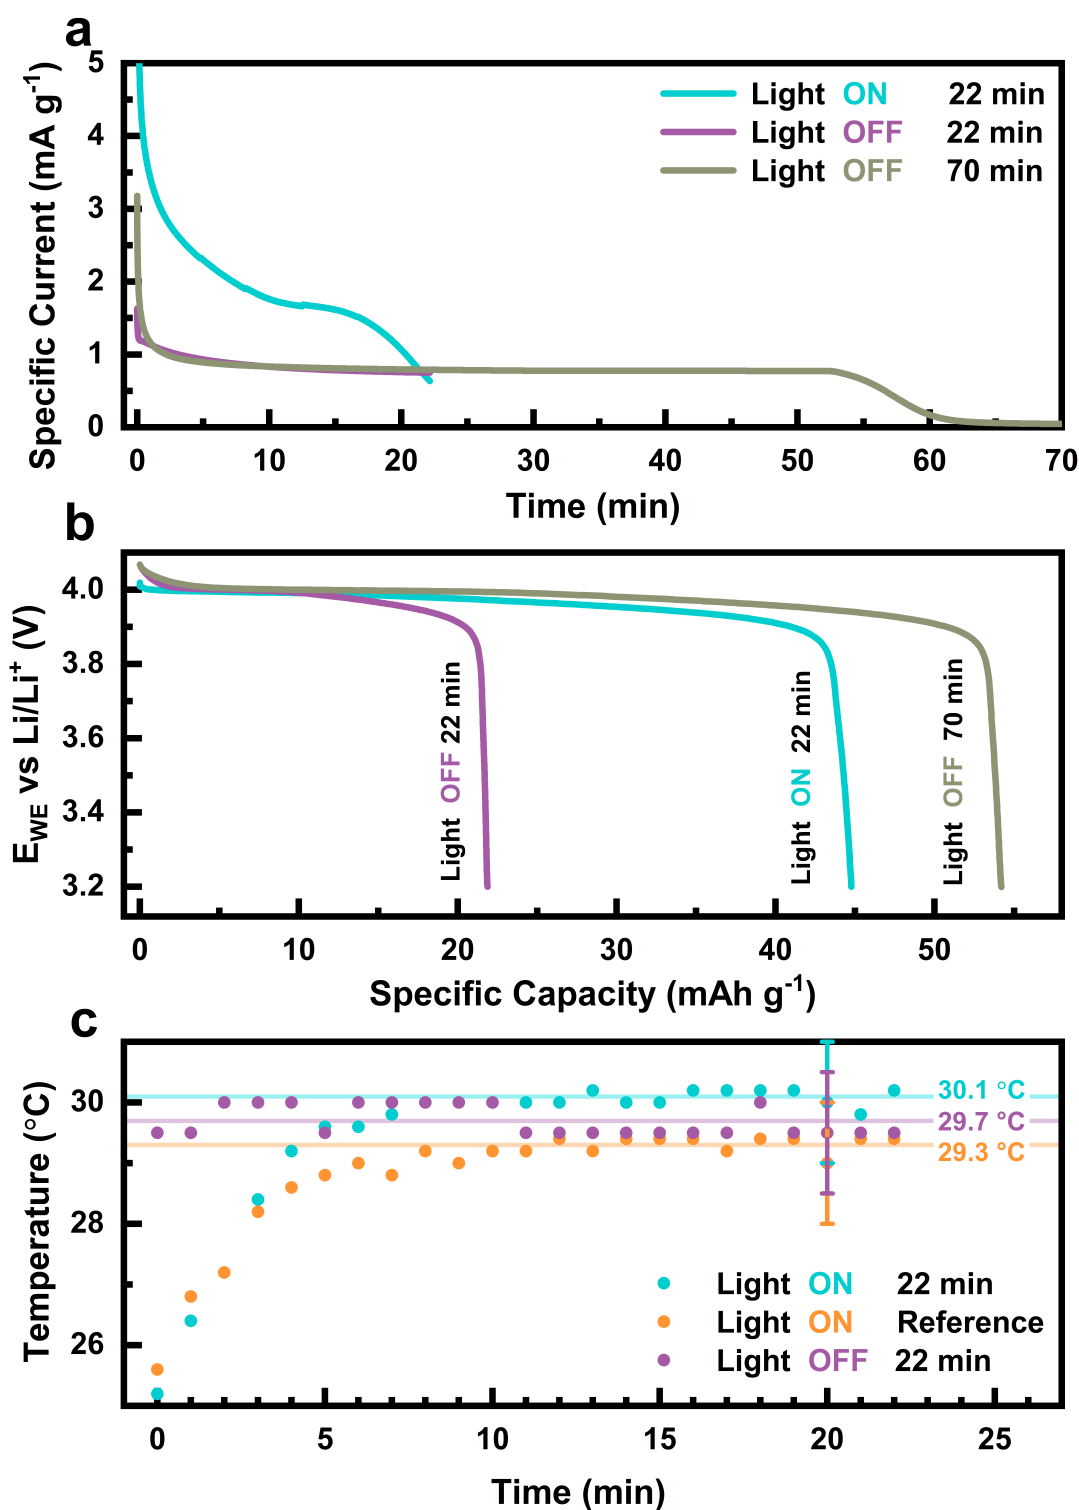 a
Specific Current (mA g⁻¹)
5
4
3
2
1
0
Light ON 22 min
Light OFF 22 min
Light OFF 70 min
0 10 20 30 40 50 60 70
Time (min)
b
E_WE vs Li/Li⁺ (V)
4.0
3.8
3.6
3.4
3.2
Light OFF 22 min
Light ON 22 min
Light OFF 70 min
0 10 20 30 40 50
Specific Capacity (mAh g⁻¹)
c
Temperature (°C)
30
28
26
30.1 °C
29.7 °C
29.3 °C
Light ON 22 min
Light ON Reference
Light OFF 22 min
0 5 10 15 20 25
Time (min)